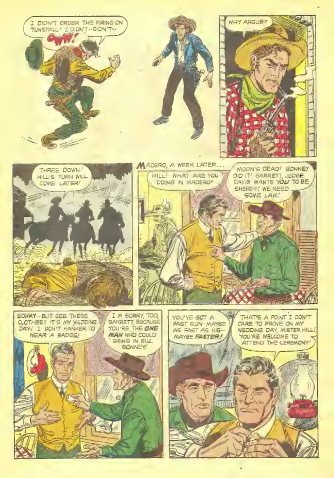 I DIDN'T ORDER THE FIRING ON
TUNSTALL! I DIDN'T--DON'T--
OWW!
WHY ARGUE?
THREE DOWN!
HILL'S TURN WILL
COME LATER!
MADERO, A WEEK LATER...
HILL! WHAT ARE YOU
DOING IN MADERO?
MOON'S DEAD! BONNEY
DID IT! GARRETT, JUDGE
DAVIS WANTS YOU TO BE
SHERIFF! WE NEED
SOME LAW!
SORRY--BUT SEE THESE
CLOTHES? IT'S MY WEDDING
DAY! I DON'T HANKER TO
WEAR A BADGE!
I'M SORRY, TOO,
GARRETT! BECAUSE
YOU'RE THE ONE
MAN WHO COULD
BRING IN BILL
BONNEY!
YOU'VE GOT A
FAST GUN--MAYBE
AS FAST AS HIS--
MAYBE FASTER!
THAT'S A POINT I DON'T
CARE TO PROVE ON MY
WEDDING DAY, MISTER HILL!
YOU'RE WELCOME TO
ATTEND THE CEREMONY!